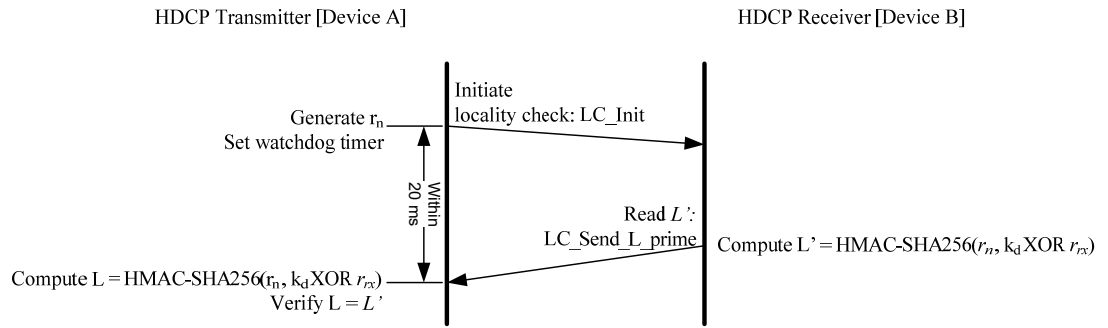 HDCP Transmitter [Device A]
HDCP Receiver [Device B]
Initiate
locality check: LC_Init
Generate rn
Set watchdog timer
Within
20 ms
Read L’:
LC_Send_L_prime
Compute L’ = HMAC-SHA256(rn, kd XOR rrx)
Compute L = HMAC-SHA256(rn, kd XOR rrx)
Verify L = L’